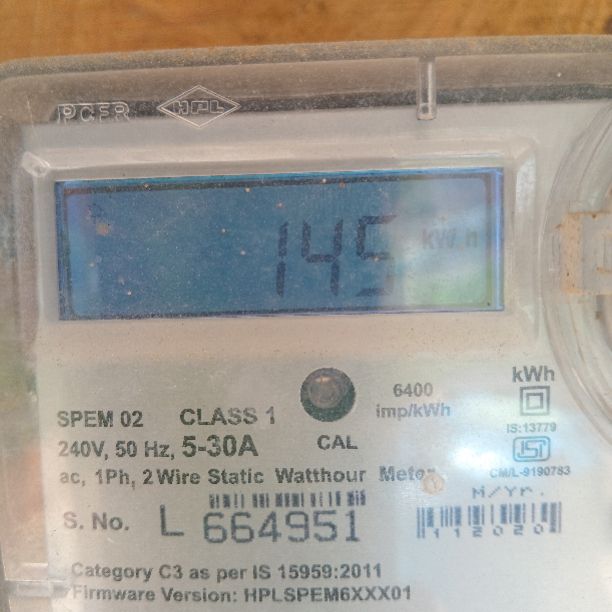 PCFR HPL
145 kWh
6400
imp/kWh
kWh
IS:13779
SPEM 02 CLASS 1
240V, 50 Hz, 5-30A
CAL
ISI
CM/L-9190783
ac, 1Ph, 2 Wire Static Watthour Meter
M/Yr.
S. No. L 664951
112020
Category C3 as per IS 15959:2011
Firmware Version: HPLSPEM6XXX01